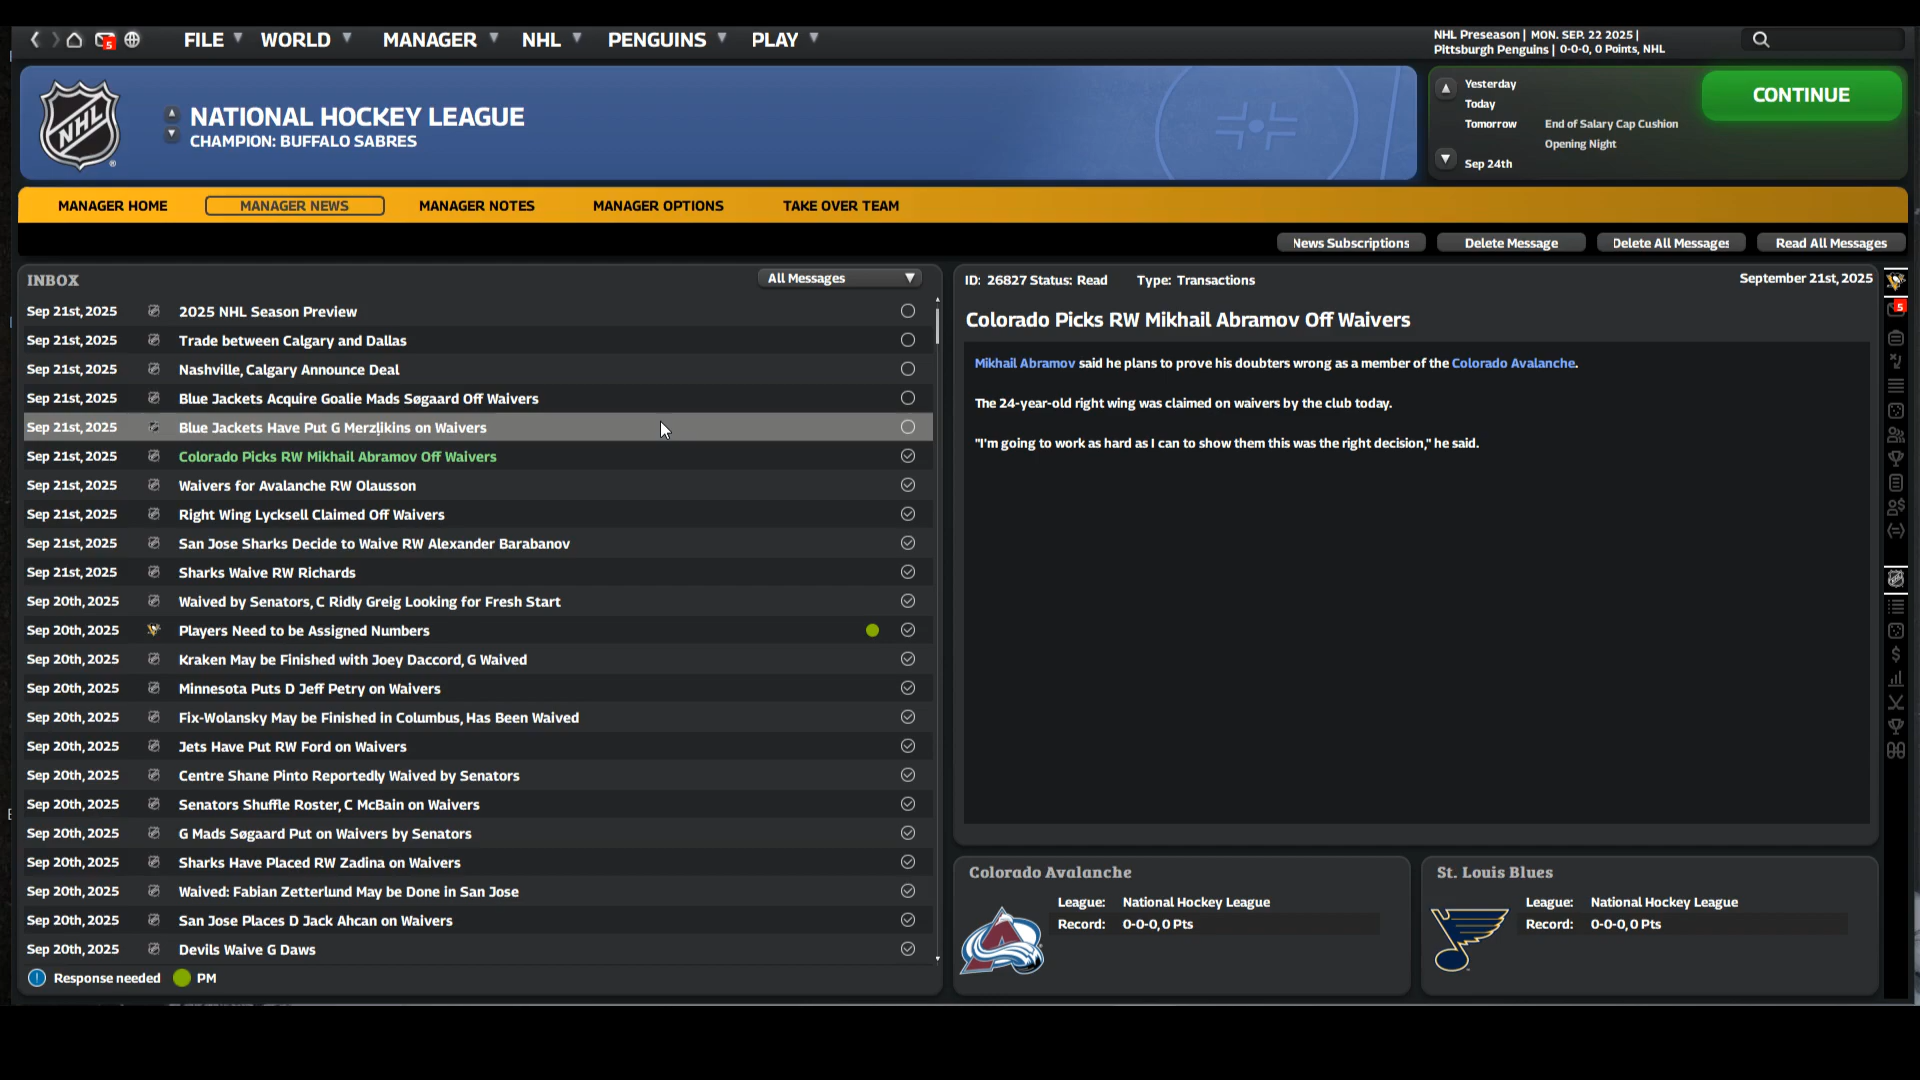 5
FILE
WORLD
MANAGER
NHL
PENGUINS
PLAY
NHL Preseason | MON. SEP. 22 2025 |
Pittsburgh Penguins | 0-0-0, 0 Points, NHL
NHL
NATIONAL HOCKEY LEAGUE
CHAMPION: BUFFALO SABRES
Yesterday
Today
Tomorrow End of Salary Cap Cushion
Opening Night
Sep 24th
CONTINUE
MANAGER HOME
MANAGER NEWS
MANAGER NOTES
MANAGER OPTIONS
TAKE OVER TEAM
News Subscriptions
Delete Message
Delete All Messages
Read All Messages
INBOX
All Messages
Sep 21st, 2025 2025 NHL Season Preview
Sep 21st, 2025 Trade between Calgary and Dallas
Sep 21st, 2025 Nashville, Calgary Announce Deal
Sep 21st, 2025 Blue Jackets Acquire Goalie Mads Søgaard Off Waivers
Sep 21st, 2025 Blue Jackets Have Put G Merzļikins on Waivers
Sep 21st, 2025 Colorado Picks RW Mikhail Abramov Off Waivers
Sep 21st, 2025 Waivers for Avalanche RW Olausson
Sep 21st, 2025 Right Wing Lycksell Claimed Off Waivers
Sep 21st, 2025 San Jose Sharks Decide to Waive RW Alexander Barabanov
Sep 21st, 2025 Sharks Waive RW Richards
Sep 20th, 2025 Waived by Senators, C Ridly Greig Looking for Fresh Start
Sep 20th, 2025 Players Need to be Assigned Numbers
Sep 20th, 2025 Kraken May be Finished with Joey Daccord, G Waived
Sep 20th, 2025 Minnesota Puts D Jeff Petry on Waivers
Sep 20th, 2025 Fix-Wolansky May be Finished in Columbus, Has Been Waived
Sep 20th, 2025 Jets Have Put RW Ford on Waivers
Sep 20th, 2025 Centre Shane Pinto Reportedly Waived by Senators
Sep 20th, 2025 Senators Shuffle Roster, C McBain on Waivers
Sep 20th, 2025 G Mads Søgaard Put on Waivers by Senators
Sep 20th, 2025 Sharks Have Placed RW Zadina on Waivers
Sep 20th, 2025 Waived: Fabian Zetterlund May be Done in San Jose
Sep 20th, 2025 San Jose Places D Jack Ahcan on Waivers
Sep 20th, 2025 Devils Waive G Daws
Response needed PM
ID: 26827 Status: Read Type: Transactions September 21st, 2025
Colorado Picks RW Mikhail Abramov Off Waivers
Mikhail Abramov said he plans to prove his doubters wrong as a member of the Colorado Avalanche.
The 24-year-old right wing was claimed on waivers by the club today.
"I'm going to work as hard as I can to show them this was the right decision," he said.
Colorado Avalanche
League: National Hockey League
Record: 0-0-0, 0 Pts
St. Louis Blues
League: National Hockey League
Record: 0-0-0, 0 Pts
5